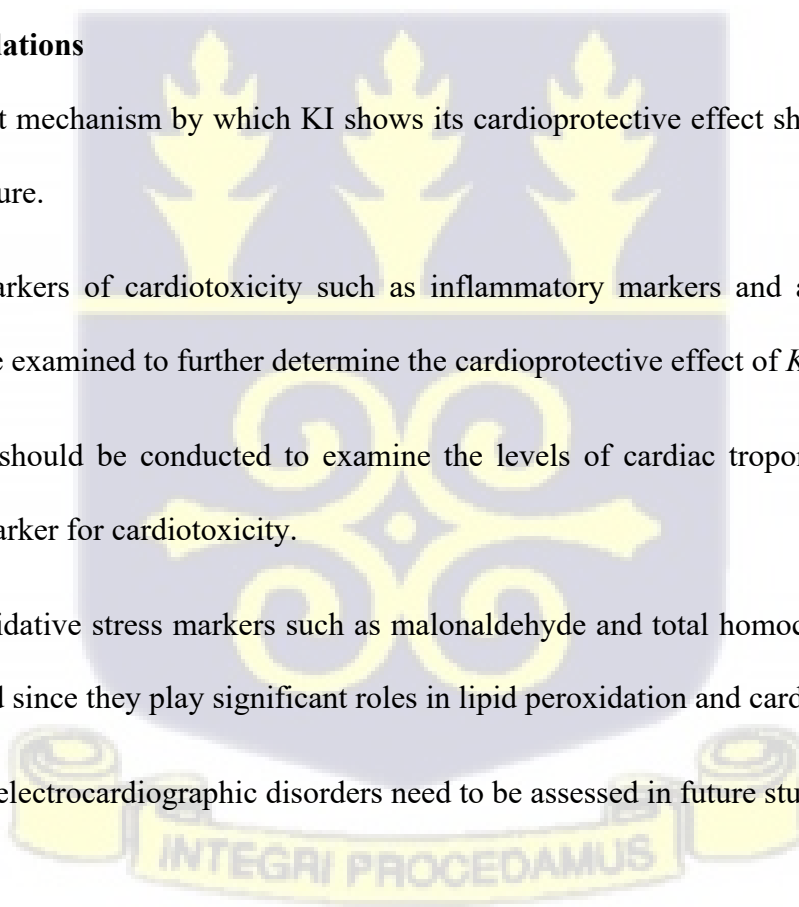 lations
t mechanism by which KI shows its cardioprotective effect sh
ure.
arkers of cardiotoxicity such as inflammatory markers and a
e examined to further determine the cardioprotective effect of K
should be conducted to examine the levels of cardiac tropo
arker for cardiotoxicity.
idative stress markers such as malonaldehyde and total homoc
d since they play significant roles in lipid peroxidation and card
electrocardiographic disorders need to be assessed in future stu
INTEGRI PROCEDAMUS